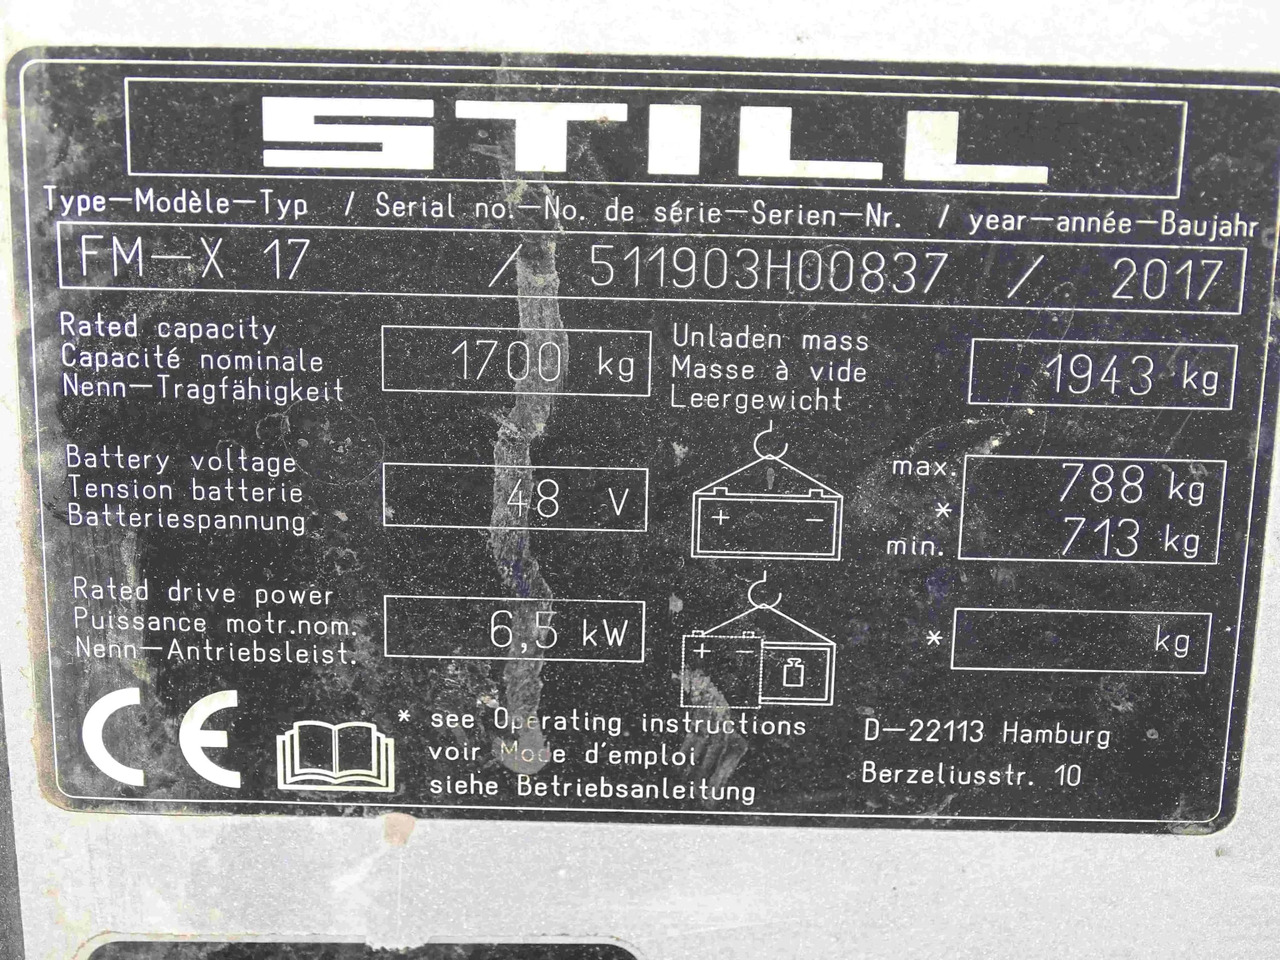 STILL
Type—Modèle—Typ / Serial no.—No. de série—Serien—Nr. / year—année—Baujahr
FM—X 17 / 511903H00837 / 2017
Rated capacity
Capacité nominale
Nenn—Tragfähigkeit
1700 kg
Unladen mass
Masse à vide
Leergewicht
1943 kg
Battery voltage
Tension batterie
Batteriespannung
48 V
+ −
max. 788 kg
*
min. 713 kg
Rated drive power
Puissance motr.nom.
Nenn—Antriebsleist.
6,5 kW
+ −
* kg
CE
* see Operating instructions
voir Mode d'emploi
siehe Betriebsanleitung
D—22113 Hamburg
Berzeliusstr. 10